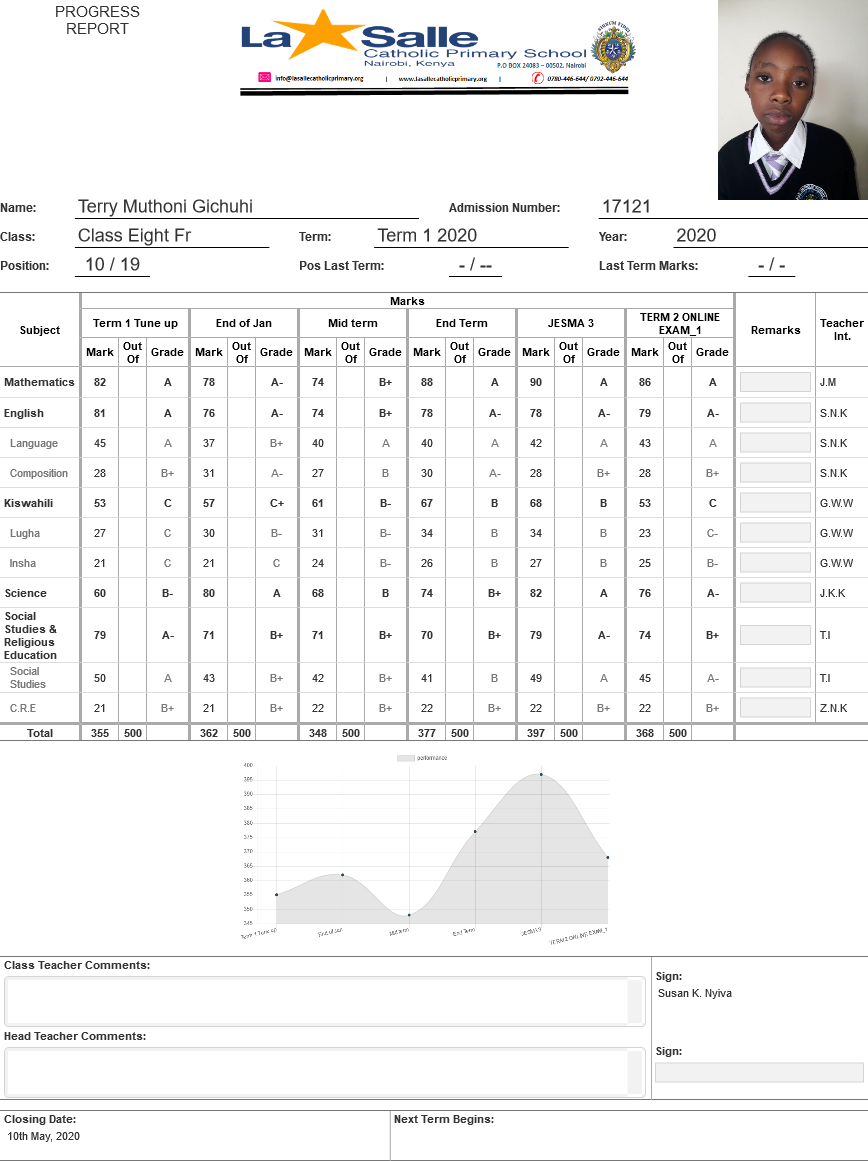 PROGRESS
REPORT
La Salle
Catholic Primary School
Nairobi, Kenya
P.O BOX 24083 – 00502, Nairobi
info@lasallecatholicprimary.org | www.lasallecatholicprimary.org | 0780-446-644/ 0792-446-644
Name: Terry Muthoni Gichuhi Admission Number: 17121
Class: Class Eight Fr Term: Term 1 2020 Year: 2020
Position: 10 / 19 Pos Last Term: - / -- Last Term Marks: - / -
Marks
Subject Term 1 Tune up End of Jan Mid term End Term JESMA 3 TERM 2 ONLINE EXAM_1 Remarks Teacher Int.
Mark Out Of Grade Mark Out Of Grade Mark Out Of Grade Mark Out Of Grade Mark Out Of Grade Mark Out Of Grade
Mathematics 82 A 78 A- 74 B+ 88 A 90 A 86 A J.M
English 81 A 76 A- 74 B+ 78 A- 78 A- 79 A- S.N.K
Language 45 A 37 B+ 40 A 40 A 42 A 43 A S.N.K
Composition 28 B+ 31 A- 27 B 30 A- 28 B+ 28 B+ S.N.K
Kiswahili 53 C 57 C+ 61 B- 67 B 68 B 53 C G.W.W
Lugha 27 C 30 B- 31 B- 34 B 34 B 23 C- G.W.W
Insha 21 C 21 C 24 B- 26 B 27 B 25 B- G.W.W
Science 60 B- 80 A 68 B 74 B+ 82 A 76 A- J.K.K
Social Studies & Religious Education 79 A- 71 B+ 71 B+ 70 B+ 79 A- 74 B+ T.I
Social Studies 50 A 43 B+ 42 B+ 41 B 49 A 45 A- T.I
C.R.E 21 B+ 21 B+ 22 B+ 22 B+ 22 B+ 22 B+ Z.N.K
Total 355 500 362 500 348 500 377 500 397 500 368 500
performance
400
395
390
385
380
375
370
365
360
355
350
345
Term 1 Tune up End of Jan Mid term End Term JESMA 3 TERM 2 ONLINE EXAM_1
Class Teacher Comments:
Sign:
Susan K. Nyiva
Head Teacher Comments:
Sign:
Closing Date: Next Term Begins:
10th May, 2020